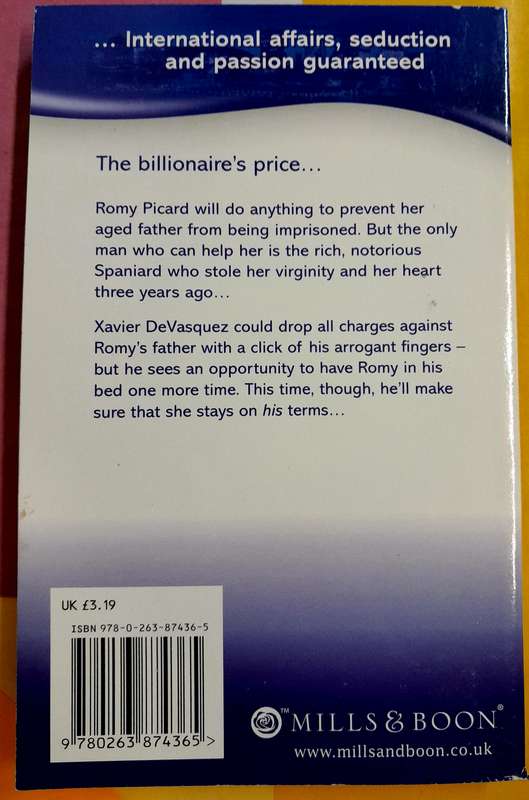 ... International affairs, seduction
and passion guaranteed
The billionaire's price...
Romy Picard will do anything to prevent her
aged father from being imprisoned. But the only
man who can help her is the rich, notorious
Spaniard who stole her virginity and her heart
three years ago...
Xavier DeVasquez could drop all charges against
Romy's father with a click of his arrogant fingers –
but he sees an opportunity to have Romy in his
bed one more time. This time, though, he'll make
sure that she stays on his terms...
UK £3.19
ISBN 978-0-263-87436-5
9 780263 874365 >
™ MILLS & BOON®
www.millsandboon.co.uk